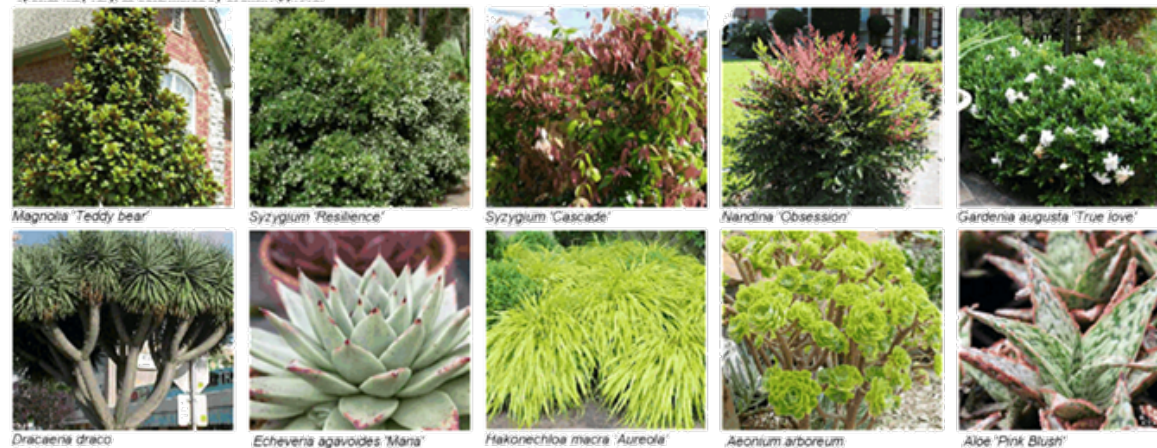 Magnolia 'Teddy bear'
Syzygium 'Resilience'
Syzygium 'Cascade'
Nandina 'Obsession'
Gardenia augusta 'True love'
Dracaena draco
Echeveria agavoides 'Maria'
Hakonechloa macra 'Aureola'
Aeonium arboreum
Aloe 'Pink Blush'